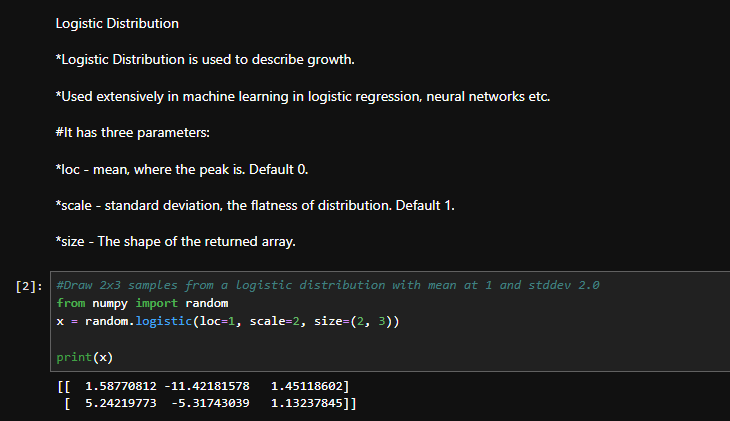 Logistic Distribution
*Logistic Distribution is used to describe growth.
*Used extensively in machine learning in logistic regression, neural networks etc.
#It has three parameters:
*loc - mean, where the peak is. Default 0.
*scale - standard deviation, the flatness of distribution. Default 1.
*size - The shape of the returned array.
[2]: #Draw 2x3 samples from a logistic distribution with mean at 1 and stddev 2.0
from numpy import random
x = random.logistic(loc=1, scale=2, size=(2, 3))
print(x)
[[  1.58770812 -11.42181578   1.45118602]
 [  5.24219773  -5.31743039   1.13237845]]